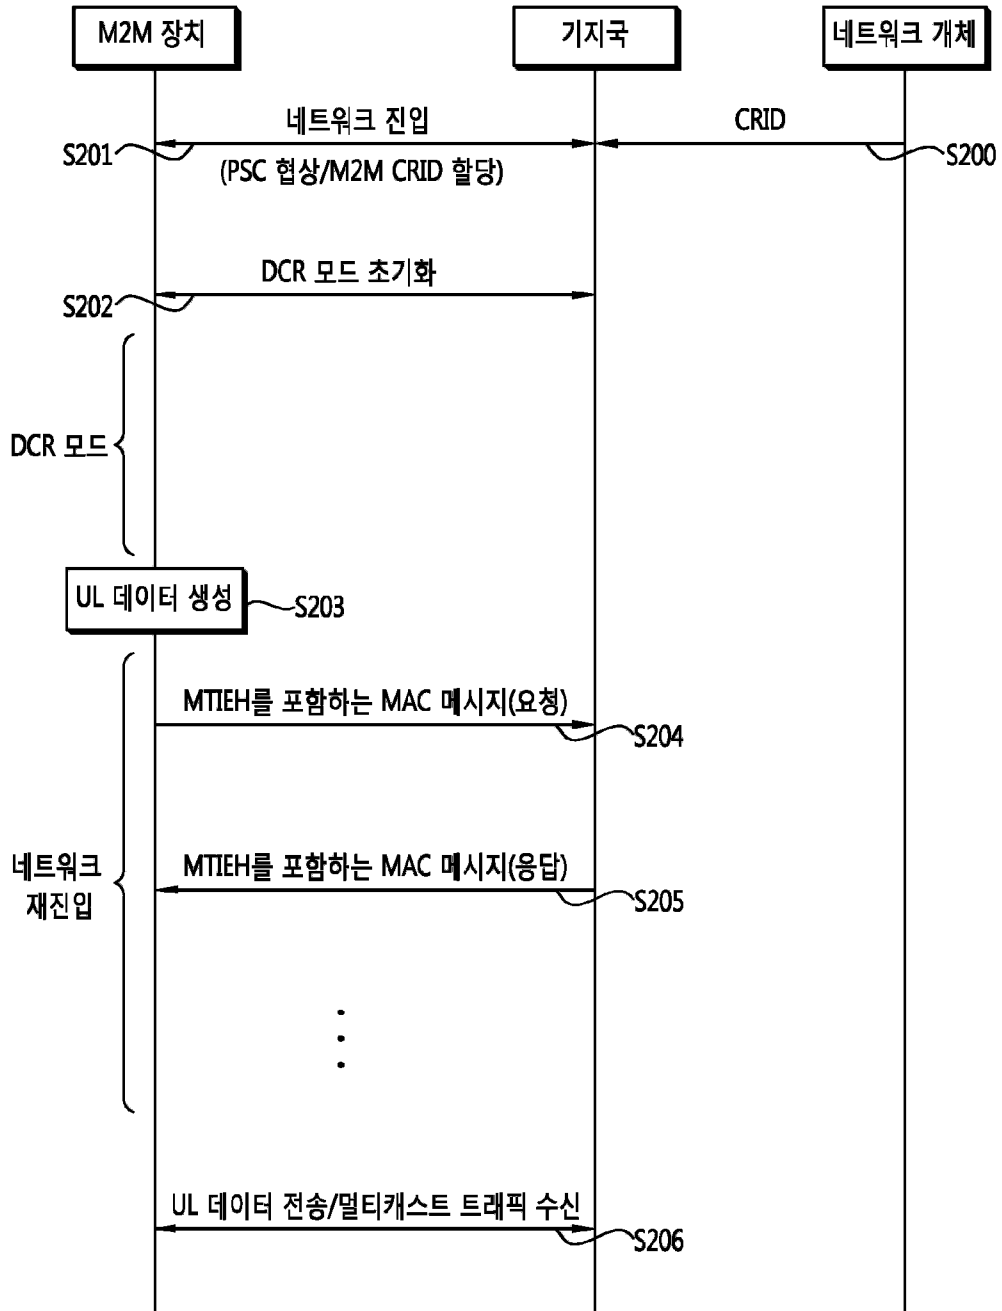 M2M 장치
기지국
네트워크 개체
네트워크 진입
CRID
S201
S200
(PSC 협상/M2M CRID 할당)
DCR 모드 초기화
S202
DCR 모드
UL 데이터 생성
S203
MTIEH를 포함하는 MAC 메시지(요청)
S204
네트워크
재진입
MTIEH를 포함하는 MAC 메시지(응답)
S205
UL 데이터 전송/멀티캐스트 트래픽 수신
S206